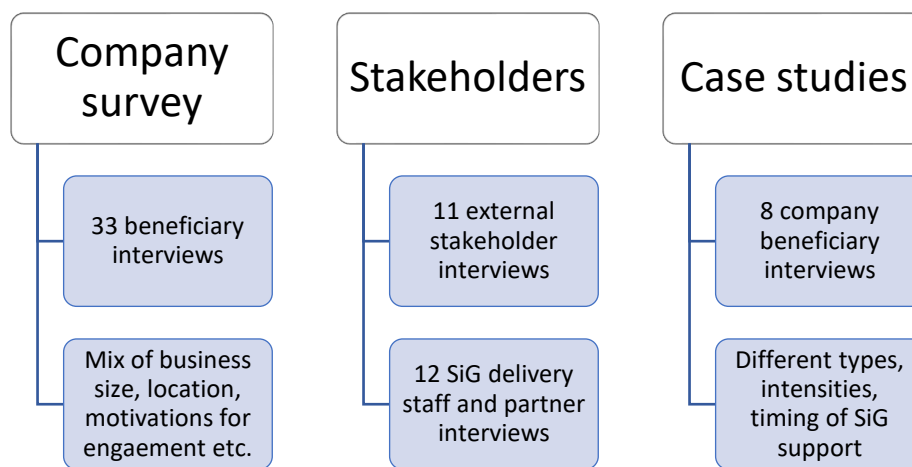 Company
survey
33 beneficiary
interviews
Mix of business
size, location,
motivations for
engaement etc.
Stakeholders
11 external
stakeholder
interviews
12 SiG delivery
staff and partner
interviews
Case studies
8 company
beneficiary
interviews
Different types,
intensities,
timing of SiG
support